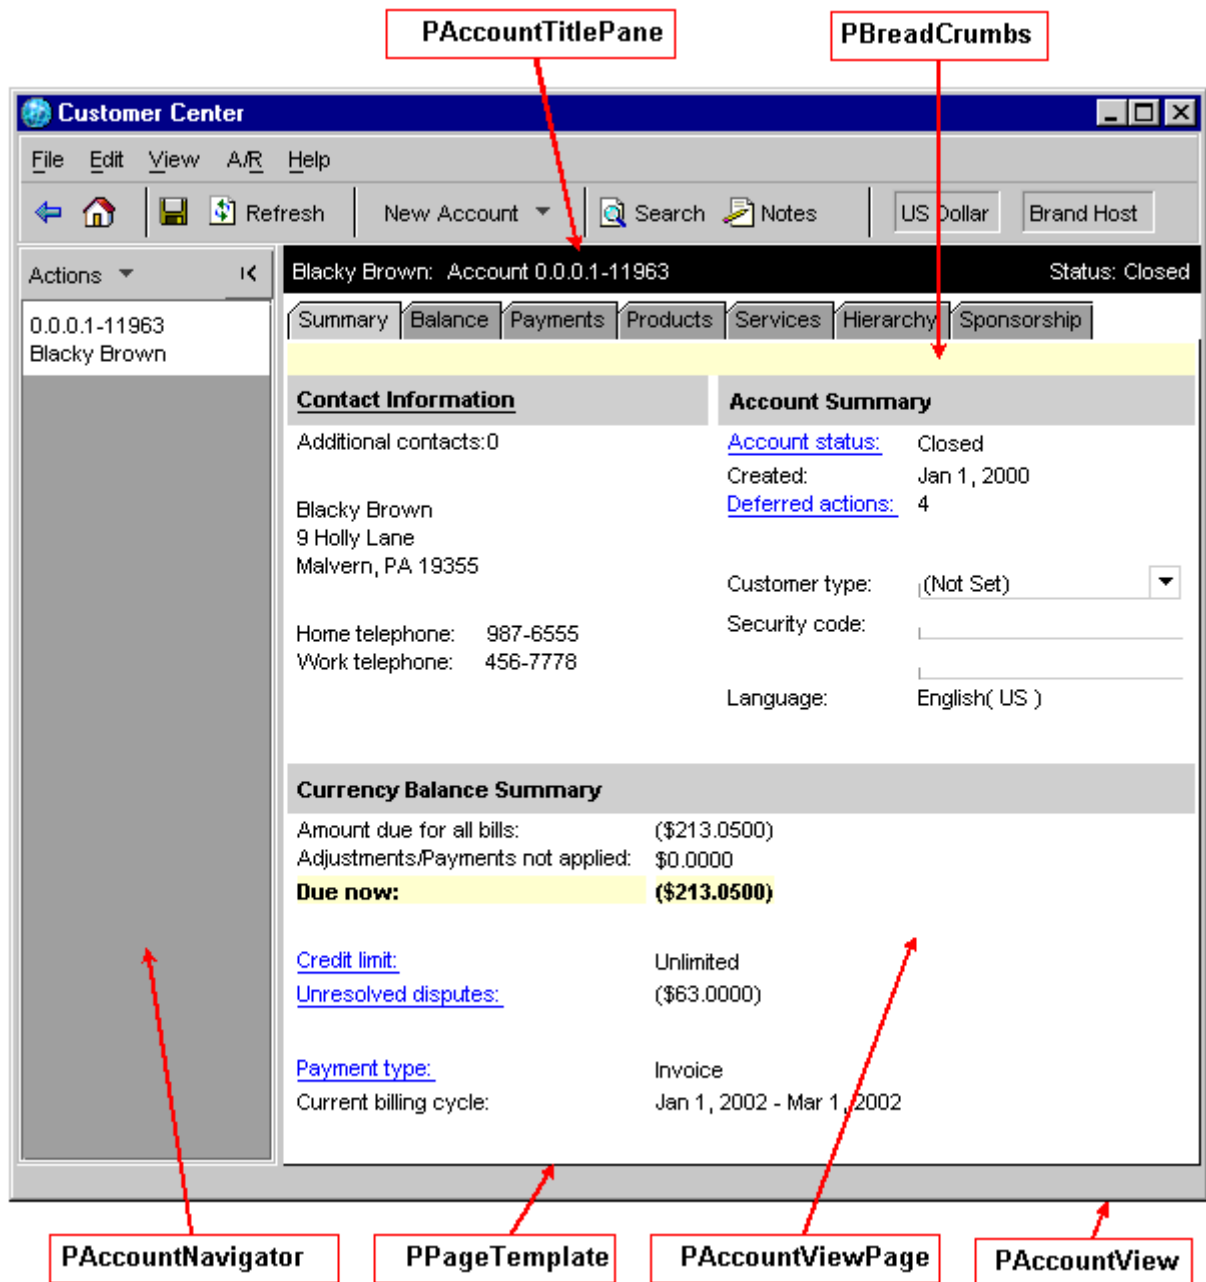 PAccountTitlePane
PBreadCrumbs
Customer Center
File Edit View A/R Help
Refresh New Account Search Notes US Dollar Brand Host
Actions
0.0.0.1-11963
Blacky Brown
Blacky Brown: Account 0.0.0.1-11963 Status: Closed
Summary Balance Payments Products Services Hierarchy Sponsorship
Contact Information
Additional contacts:0
Blacky Brown
9 Holly Lane
Malvern, PA 19355
Home telephone: 987-6555
Work telephone: 456-7778
Account Summary
Account status: Closed
Created: Jan 1, 2000
Deferred actions: 4
Customer type: (Not Set)
Security code:
Language: English( US )
Currency Balance Summary
Amount due for all bills: ($213.0500)
Adjustments/Payments not applied: $0.0000
Due now: ($213.0500)
Credit limit: Unlimited
Unresolved disputes: ($63.0000)
Payment type: Invoice
Current billing cycle: Jan 1, 2002 - Mar 1, 2002
PAccountNavigator
PPageTemplate
PAccountViewPage
PAccountView